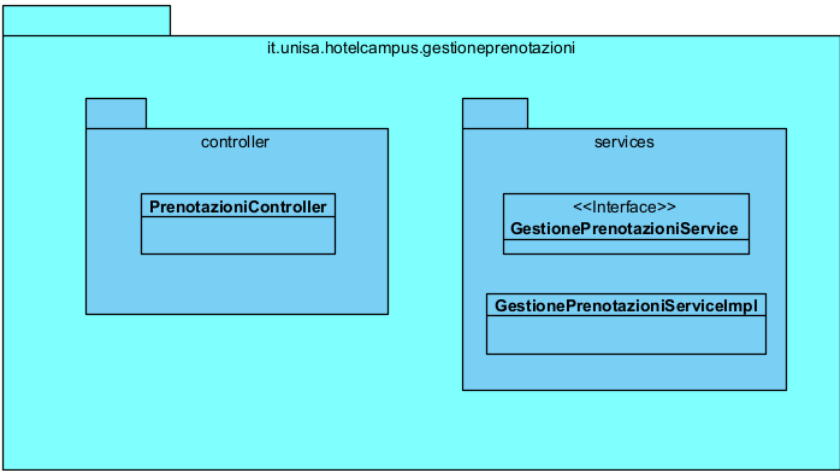 it.unisa.hotelcampus.gestioneprenotazioni
controller
PrenotazioniController
services
<<Interface>>
GestionePrenotazioniService
GestionePrenotazioniServiceImpl